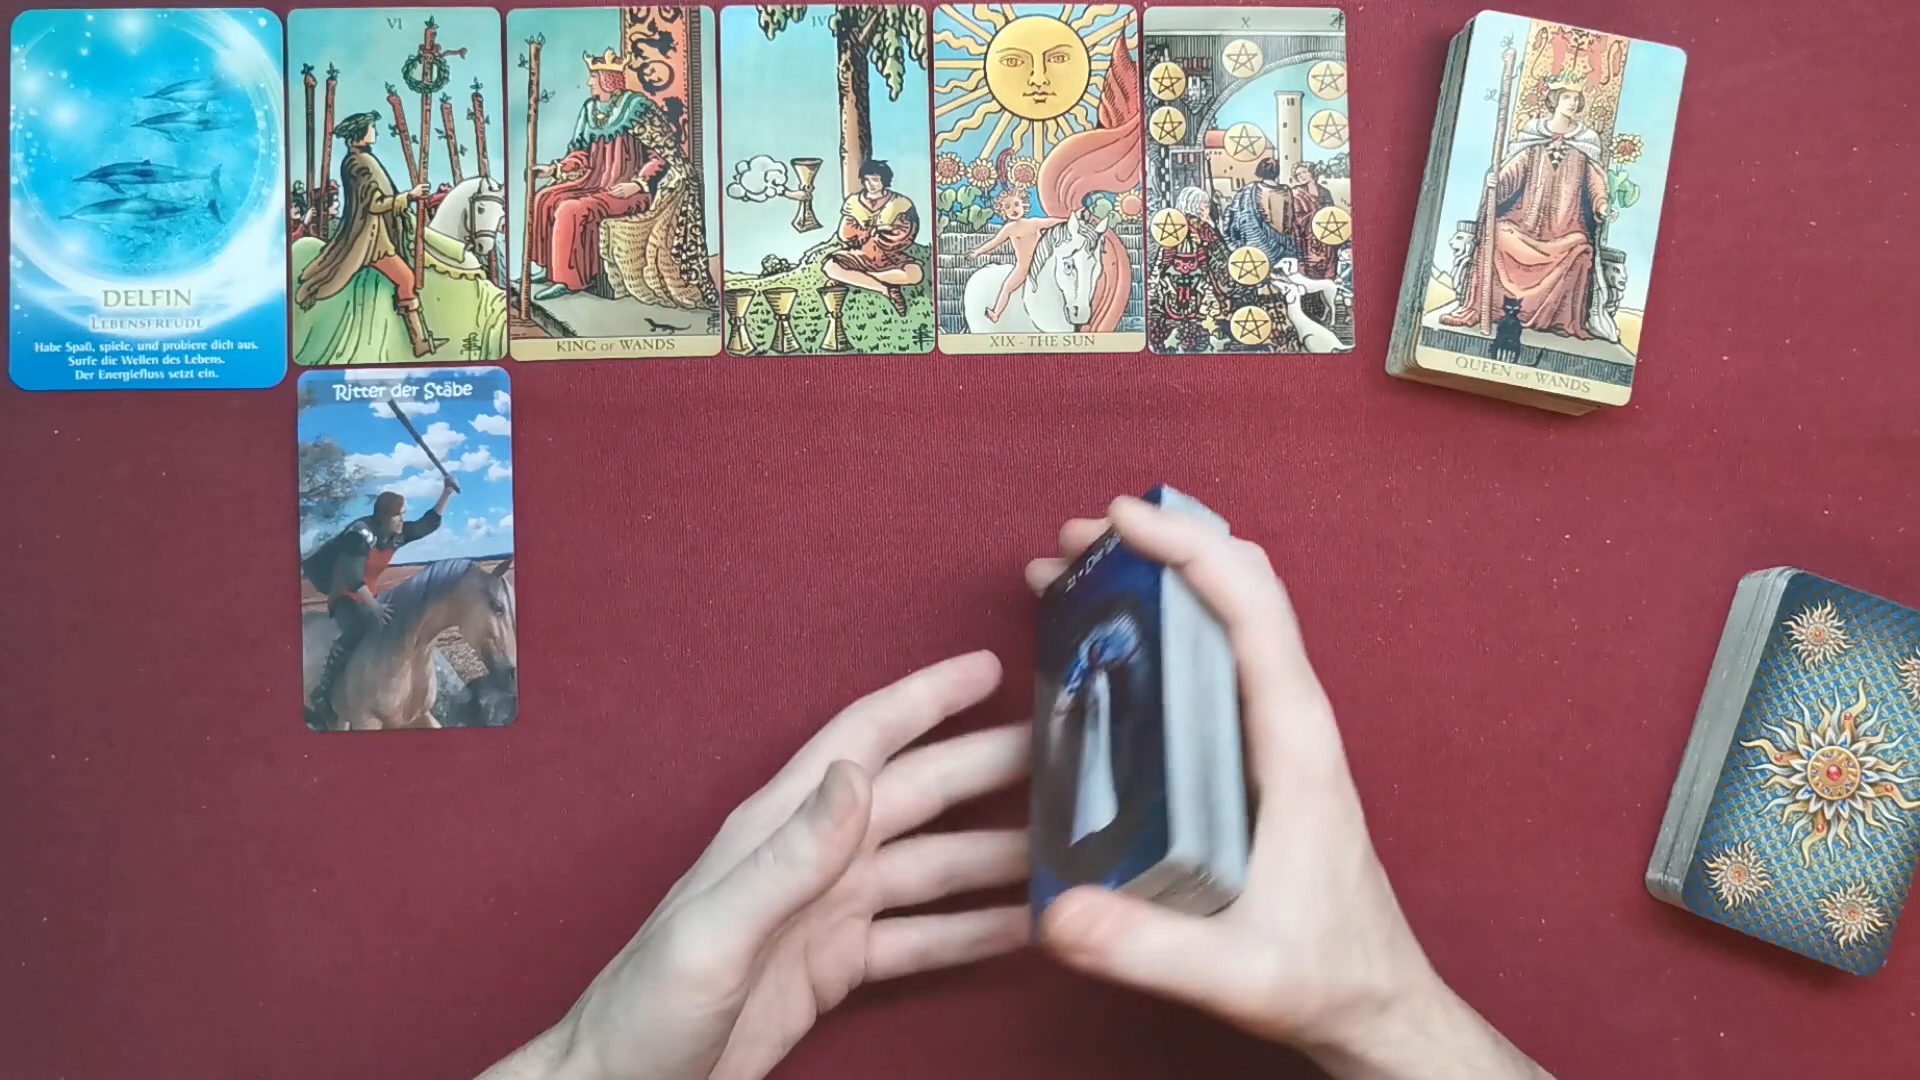 DELFIN
LEBENSFREUDE
Habe Spaß, spiele, und probiere dich aus.
Surfe die Wellen des Lebens.
Der Energiefluss setzt ein.
VI
KING OF WANDS
IV
XIX - THE SUN
X
QUEEN OF WANDS
Ritter der Stäbe